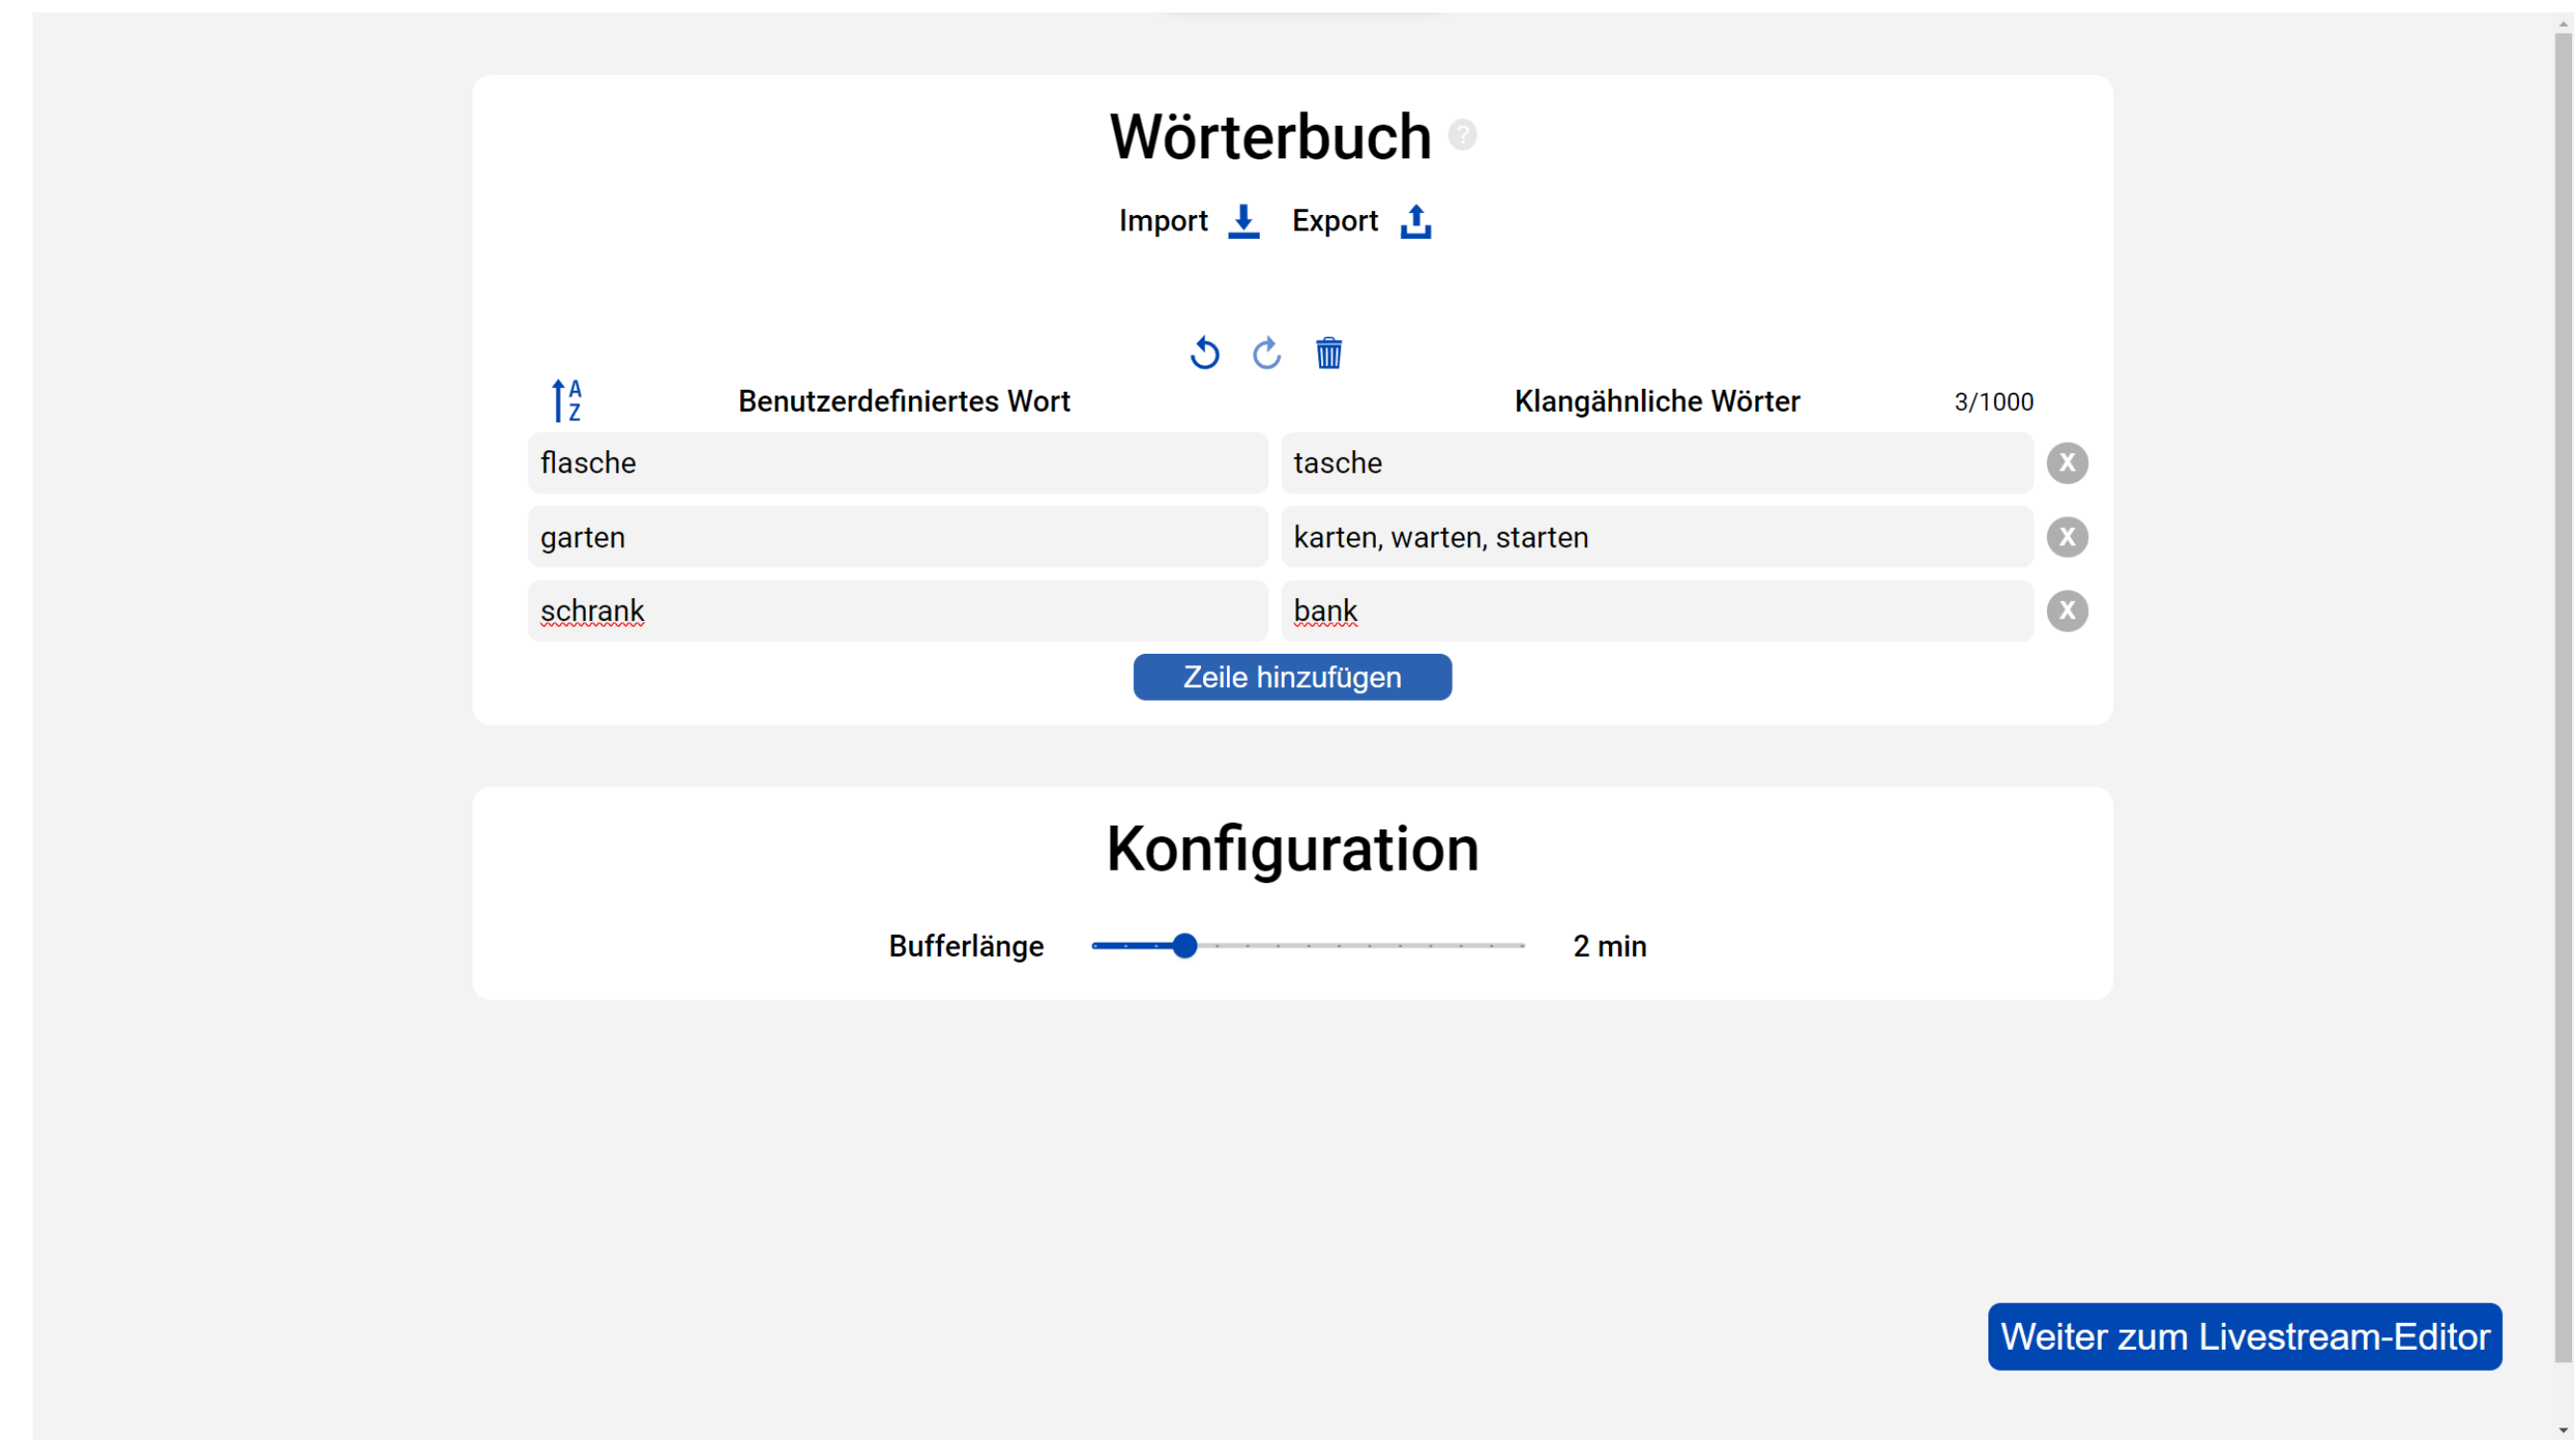 Wörterbuch ?
Import Export
A
Z
Benutzerdefiniertes Wort Klangähnliche Wörter 3/1000
flasche tasche X
garten karten, warten, starten X
schrank bank X
Zeile hinzufügen
Konfiguration
Bufferlänge 2 min
Weiter zum Livestream-Editor